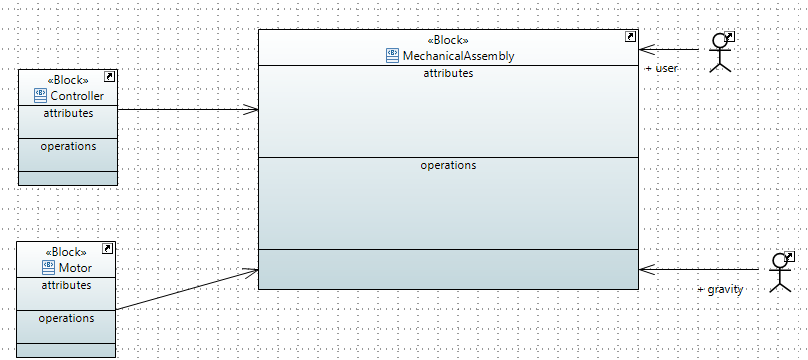 «Block»
MechanicalAssembly
attributes
operations
+ user
«Block»
Controller
attributes
operations
«Block»
Motor
attributes
operations
+ gravity